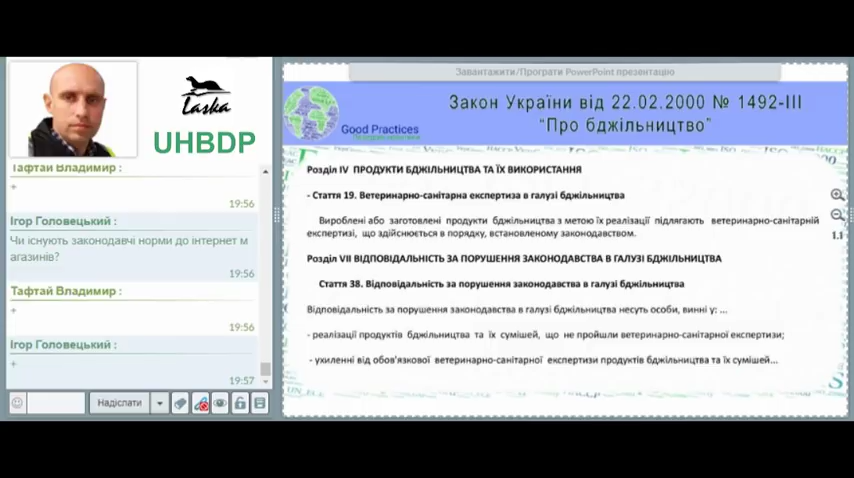 Laska
UHBDP
Тафтай Владимир :
+
19:56
Ігор Головецький :
Чи існують законодавчі норми до інтернет м
агазинів?
19:56
Тафтай Владимир :
+
19:56
Ігор Головецький :
+
19:57
Надіслати
Завантажити/Програти PowerPoint презентацію
Good Practices
Закон України від 22.02.2000 № 1492-III
“Про бджільництво”
Розділ IV ПРОДУКТИ БДЖІЛЬНИЦТВА ТА ЇХ ВИКОРИСТАННЯ
- Стаття 19. Ветеринарно-санітарна експертиза в галузі бджільництва
Вироблені або заготовлені продукти бджільництва з метою їх реалізації підлягають ветеринарно-санітарній
експертизі, що здійснюється в порядку, встановленому законодавством.
Розділ VII ВІДПОВІДАЛЬНІСТЬ ЗА ПОРУШЕННЯ ЗАКОНОДАВСТВА В ГАЛУЗІ БДЖІЛЬНИЦТВА
Стаття 38. Відповідальність за порушення законодавства в галузі бджільництва
Відповідальність за порушення законодавства в галузі бджільництва несуть особи, винні у: ...
- реалізації продуктів бджільництва та їх сумішей, що не пройшли ветеринарно-санітарної експертизи;
- ухиленні від обов'язкової ветеринарно-санітарної експертизи продуктів бджільництва та їх сумішей...
1.1